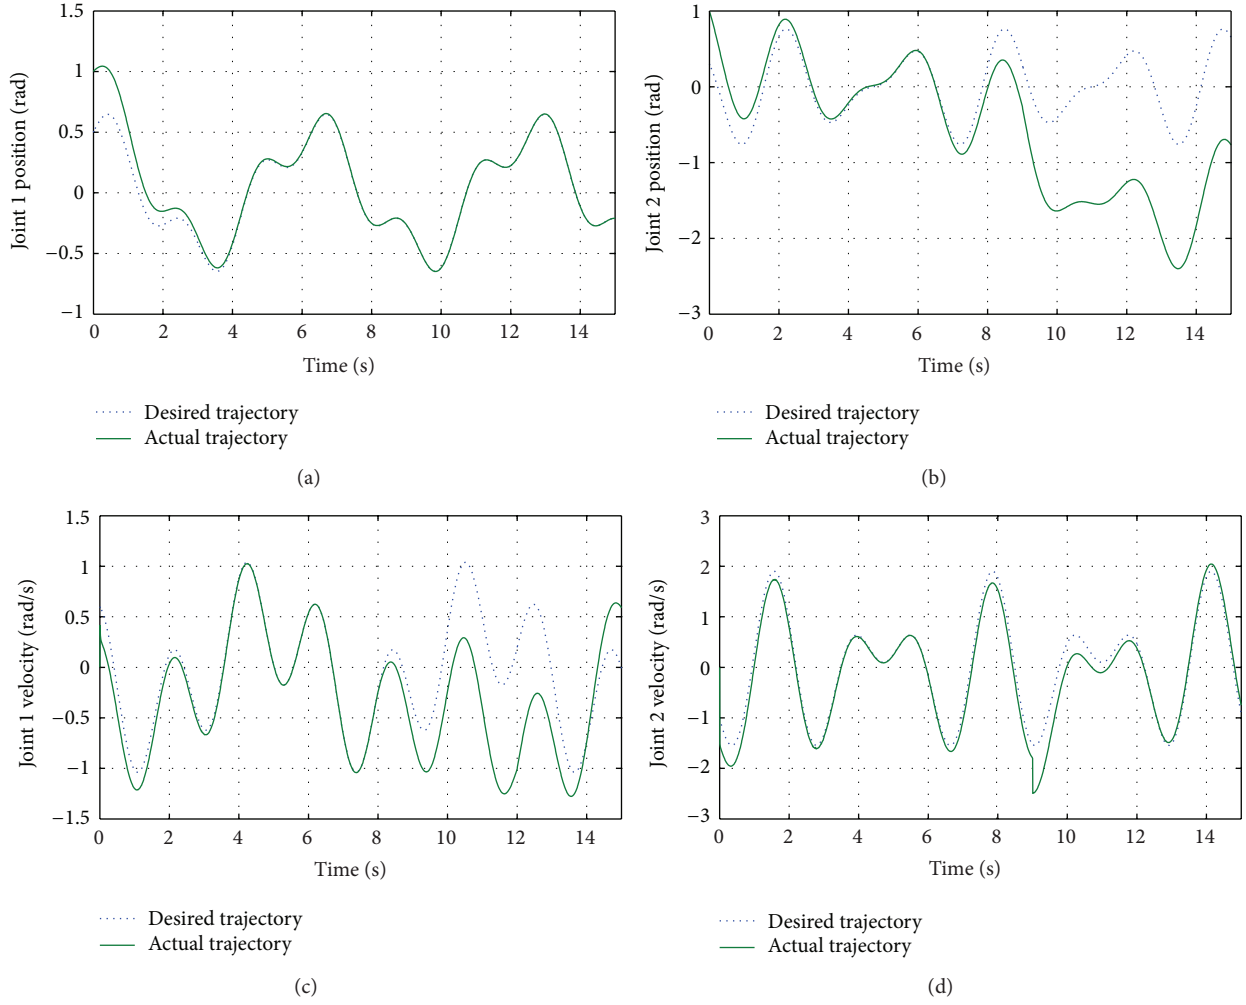 1.5
1
0.5
0
−0.5
−1
Joint 1 position (rad)
0 2 4 6 8 10 12 14
Time (s)
Desired trajectory
Actual trajectory
(a)
1
0
−1
−2
−3
Joint 2 position (rad)
0 2 4 6 8 10 12 14
Time (s)
Desired trajectory
Actual trajectory
(b)
1.5
1
0.5
0
−0.5
−1
−1.5
Joint 1 velocity (rad/s)
0 2 4 6 8 10 12 14
Time (s)
Desired trajectory
Actual trajectory
(c)
3
2
1
0
−1
−2
−3
Joint 2 velocity (rad/s)
0 2 4 6 8 10 12 14
Time (s)
Desired trajectory
Actual trajectory
(d)